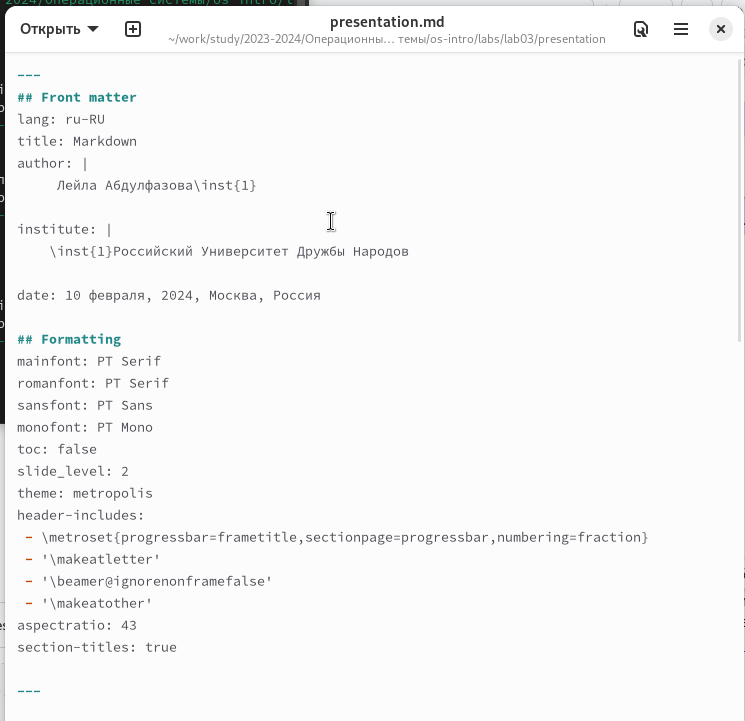 Открыть
presentation.md
~/work/study/2023-2024/Операционны… темы/os-intro/labs/lab03/presentation
---
## Front matter
lang: ru-RU
title: Markdown
author: |
Лейла Абдулфазова\inst{1}
institute: |
\inst{1}Российский Университет Дружбы Народов
date: 10 февраля, 2024, Москва, Россия
## Formatting
mainfont: PT Serif
romanfont: PT Serif
sansfont: PT Sans
monofont: PT Mono
toc: false
slide_level: 2
theme: metropolis
header-includes:
- \metroset{progressbar=frametitle,sectionpage=progressbar,numbering=fraction}
- '\makeatletter'
- '\beamer@ignorenonframefalse'
- '\makeatother'
aspectratio: 43
section-titles: true
---